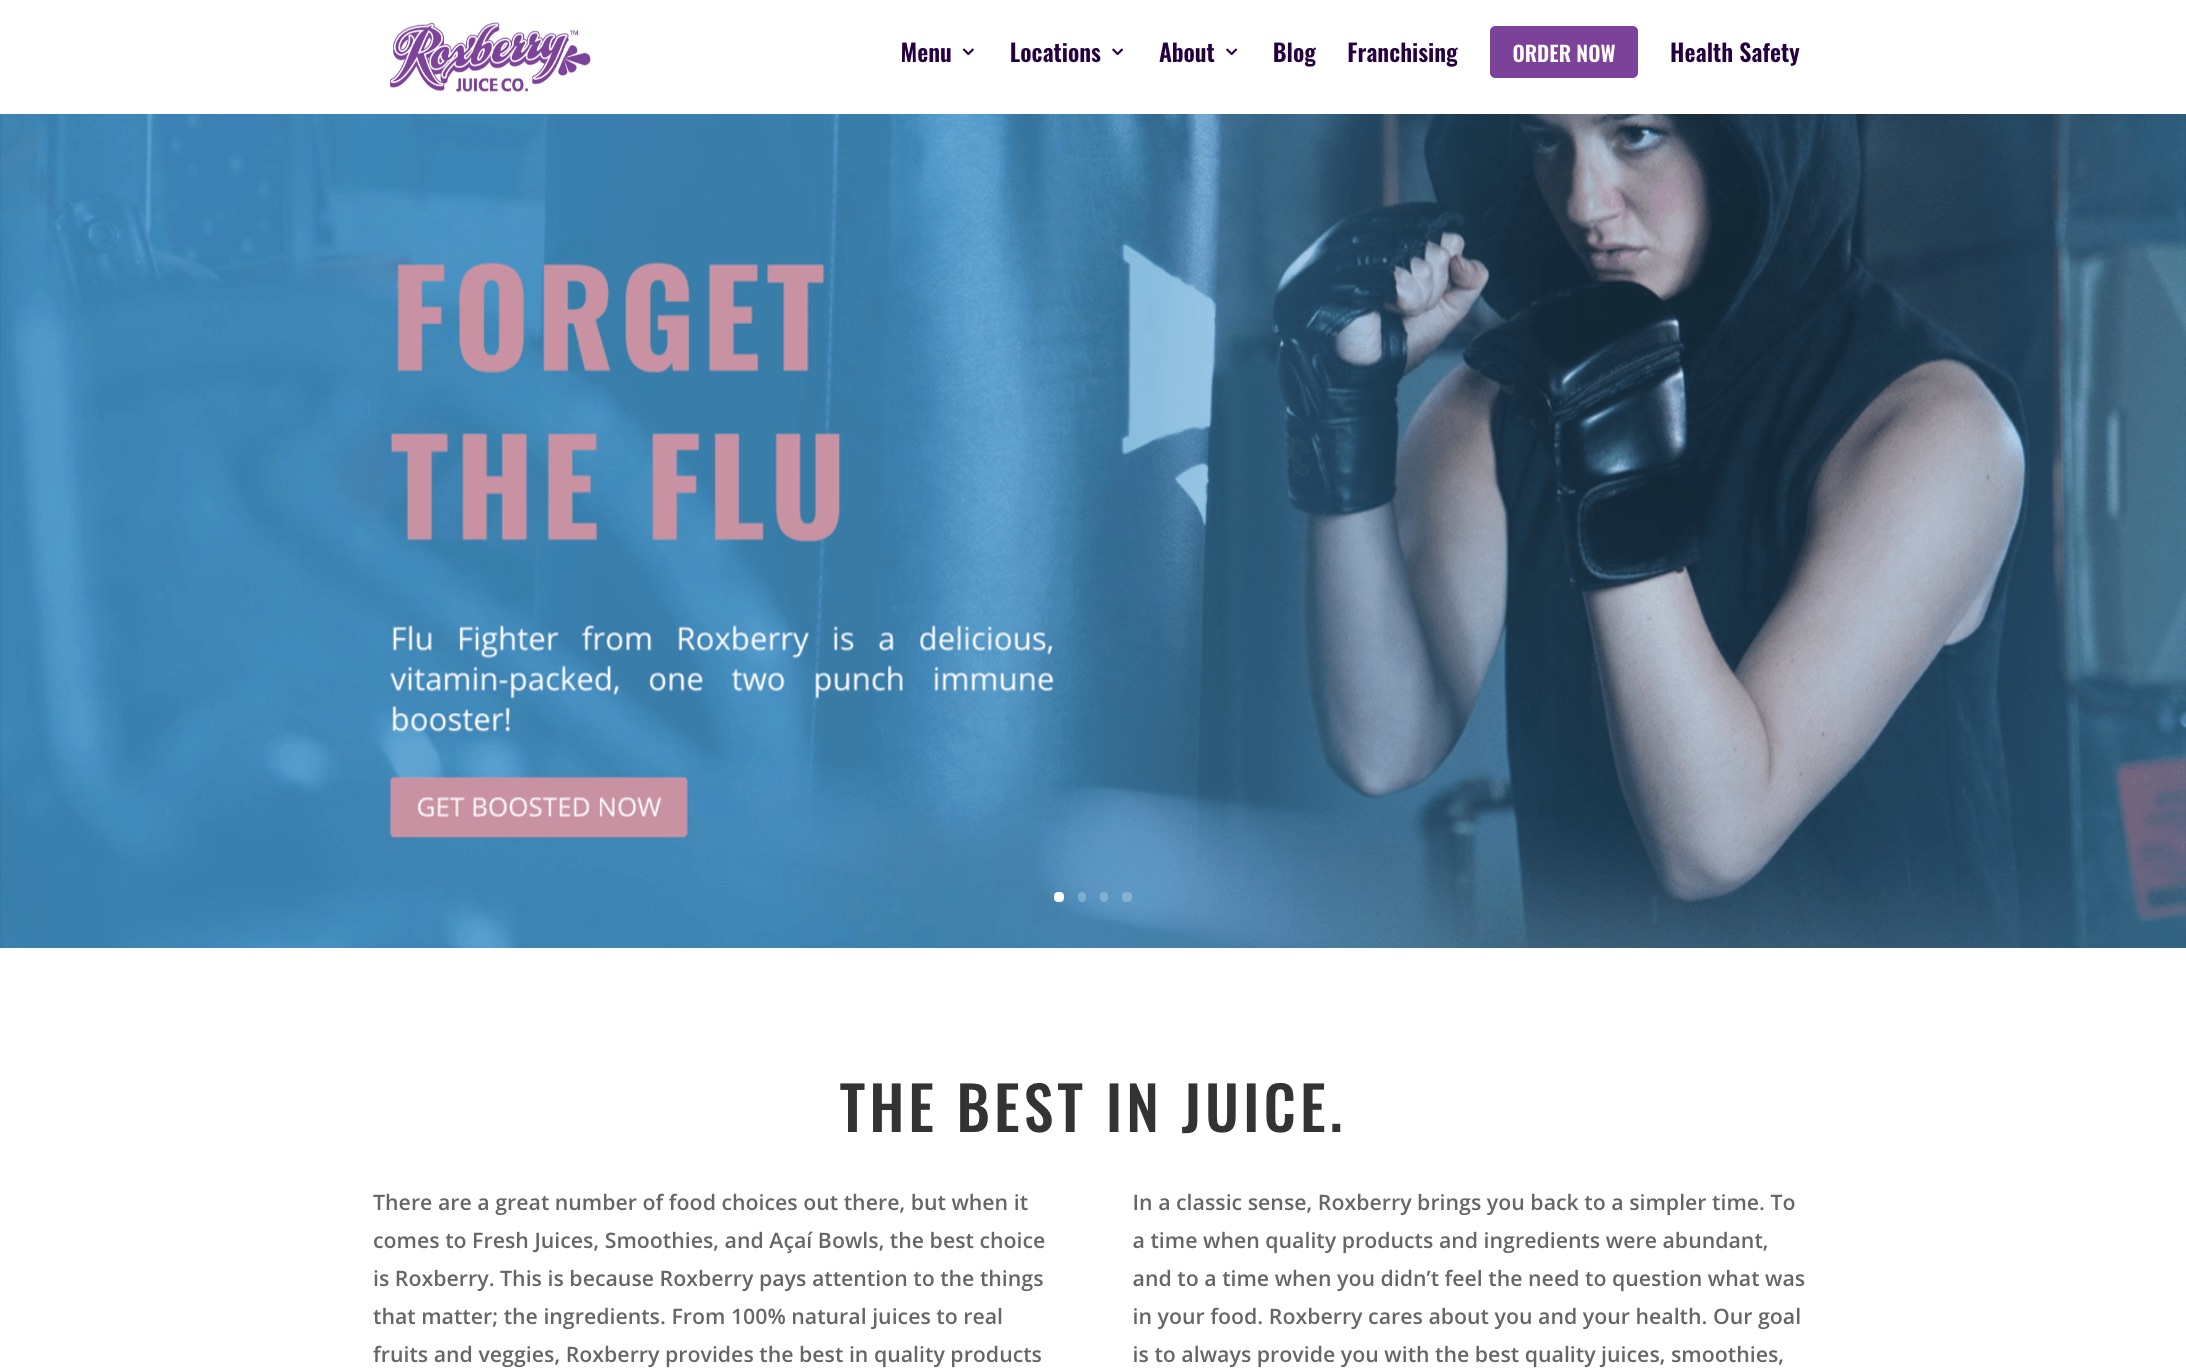 Roxberry™
JUICE CO.
Menu
Locations
About
Blog
Franchising
ORDER NOW
Health Safety
FORGET
THE FLU
Flu Fighter from Roxberry is a delicious,
vitamin-packed, one two punch immune
booster!
GET BOOSTED NOW
THE BEST IN JUICE.
There are a great number of food choices out there, but when it
comes to Fresh Juices, Smoothies, and Açaí Bowls, the best choice
is Roxberry. This is because Roxberry pays attention to the things
that matter; the ingredients. From 100% natural juices to real
fruits and veggies, Roxberry provides the best in quality products
In a classic sense, Roxberry brings you back to a simpler time. To
a time when quality products and ingredients were abundant,
and to a time when you didn’t feel the need to question what was
in your food. Roxberry cares about you and your health. Our goal
is to always provide you with the best quality juices, smoothies,